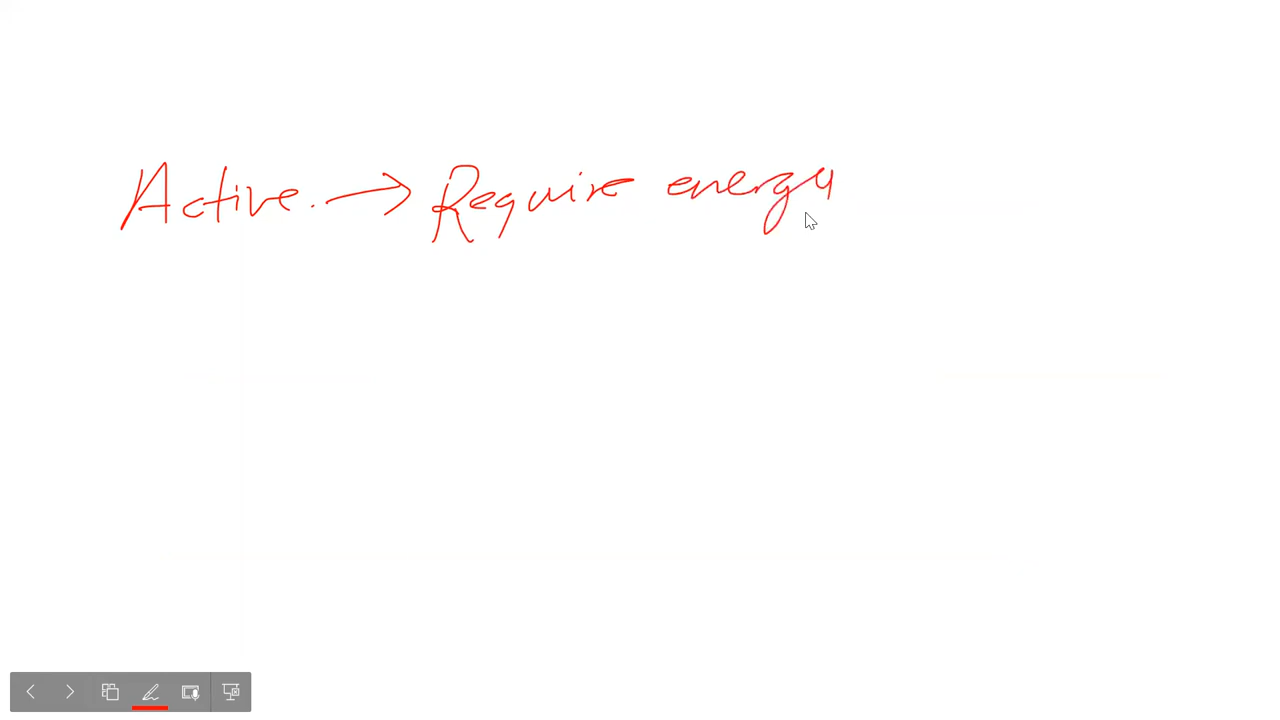 Active. → Require energy